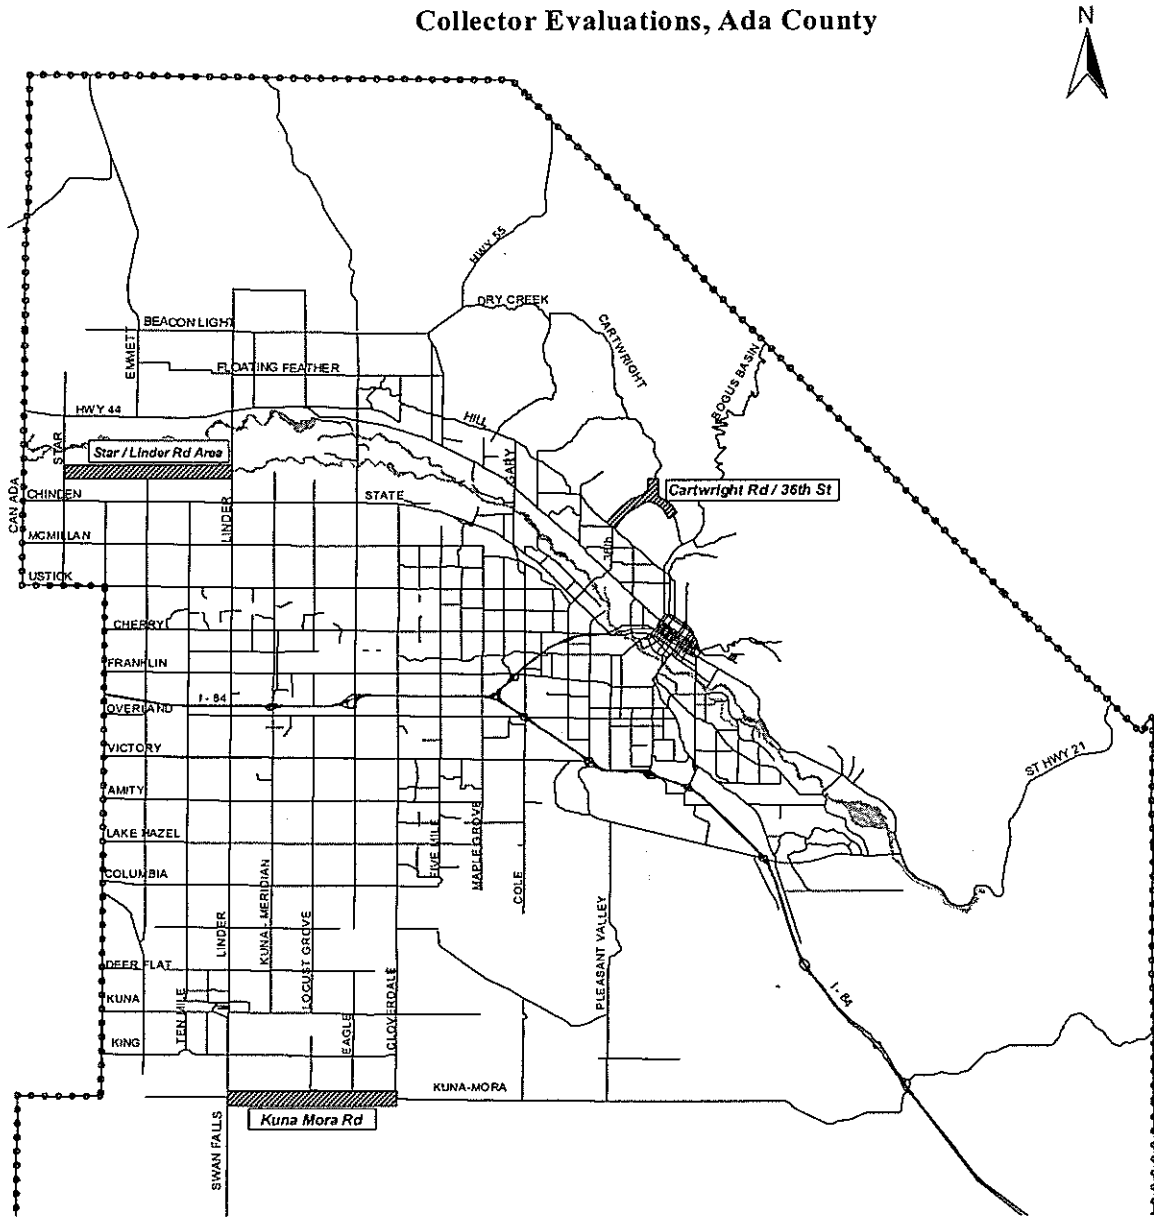 Collector Evaluations, Ada County
N
HWY 55
DRY CREEK
CARTWRIGHT
BOGUS BASIN
BEACON LIGHT
EMMETT
FLOATING FEATHER
HWY 44
HILL
STAR
Star / Linder Rd Area
GARY
CANADA
CHINDEN
STATE
LINDER
Cartwright Rd / 36th St
36th
MCMILLAN
USTICK
CHERRY
FRANKLIN
I-84
OVERLAND
VICTORY
ST HWY 21
AMITY
LAKE HAZEL
COLUMBIA
FIVE MILE
MAPLE GROVE
COLE
LINDER
KUNA-MERIDIAN
LOCUST GROVE
PLEASANT VALLEY
DEER FLAT
KUNA
TEN MILE
EAGLE
CLOVERDALE
I-84
KING
KUNA-MORA
Kuna Mora Rd
SWAN FALLS